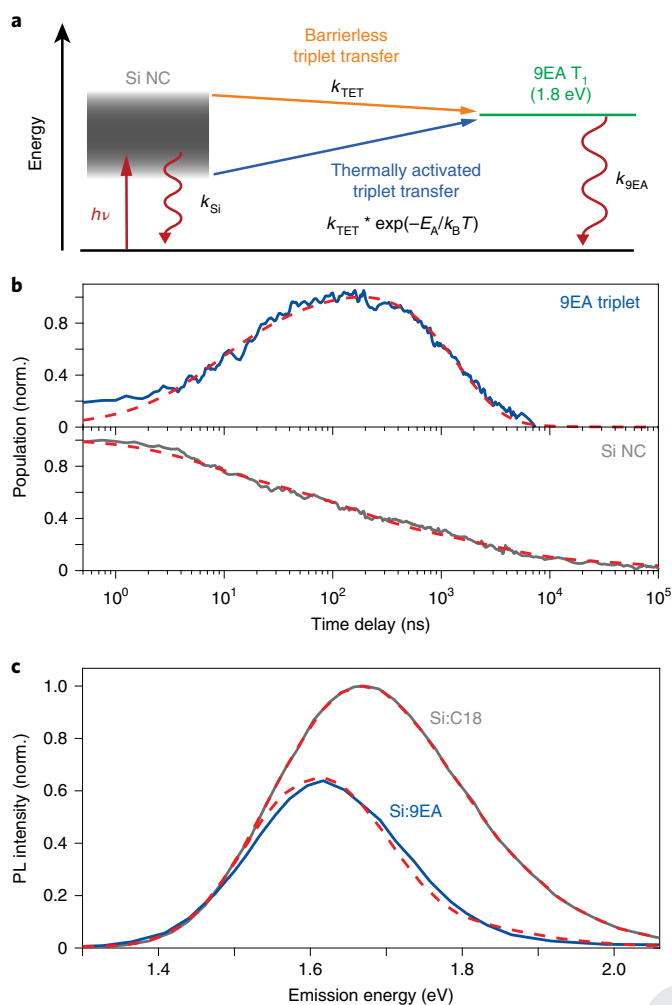 a
Energy
Si NC
hν
k_Si
Barrierless
triplet transfer
k_TET
Thermally activated
triplet transfer
k_TET * exp(–E_A/k_BT)
9EA T_1
(1.8 eV)
k_9EA
b
Population (norm.)
0.8
0.4
0
9EA triplet
0.8
0.4
0
Si NC
10^0 10^1 10^2 10^3 10^4 10^5
Time delay (ns)
c
PL intensity (norm.)
1.0
0.8
0.6
0.4
0.2
0
Si:C18
Si:9EA
1.4 1.6 1.8 2.0
Emission energy (eV)